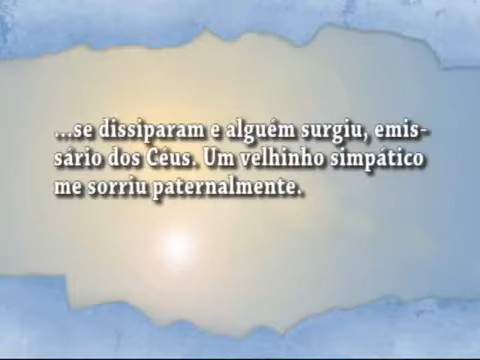 ...se dissiparam e alguém surgiu, emis-
sário dos Céus. Um velhinho simpático
me sorriu paternalmente.